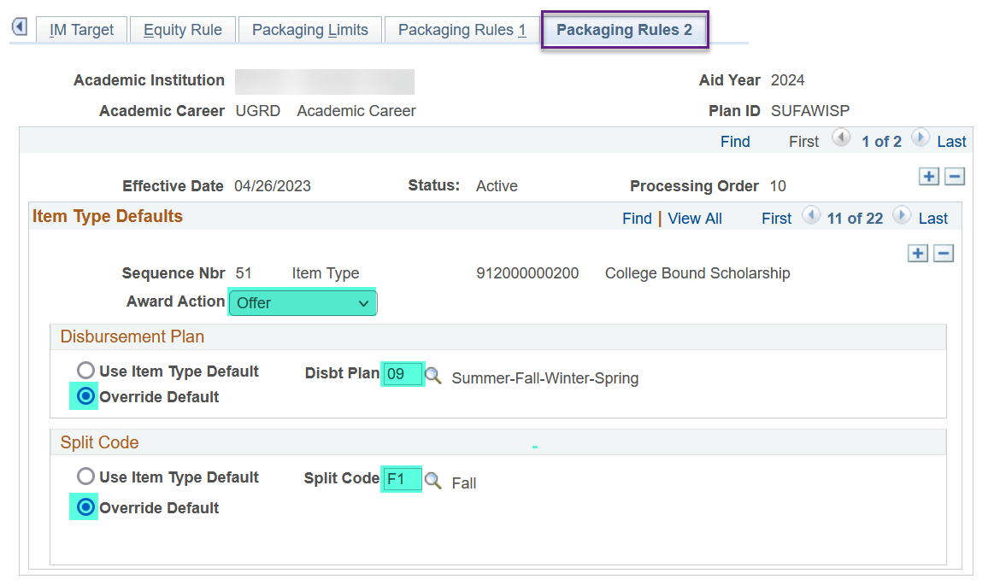 IM Target Equity Rule Packaging Limits Packaging Rules 1 Packaging Rules 2
Academic Institution Aid Year 2024
Academic Career UGRD Academic Career Plan ID SUFAWISP
Find First 1 of 2 Last
Effective Date 04/26/2023 Status: Active Processing Order 10
Item Type Defaults Find | View All First 11 of 22 Last
Sequence Nbr 51 Item Type 912000000200 College Bound Scholarship
Award Action Offer
Disbursement Plan
Use Item Type Default Disbt Plan 09 Summer-Fall-Winter-Spring
Override Default
Split Code
Use Item Type Default Split Code F1 Fall
Override Default